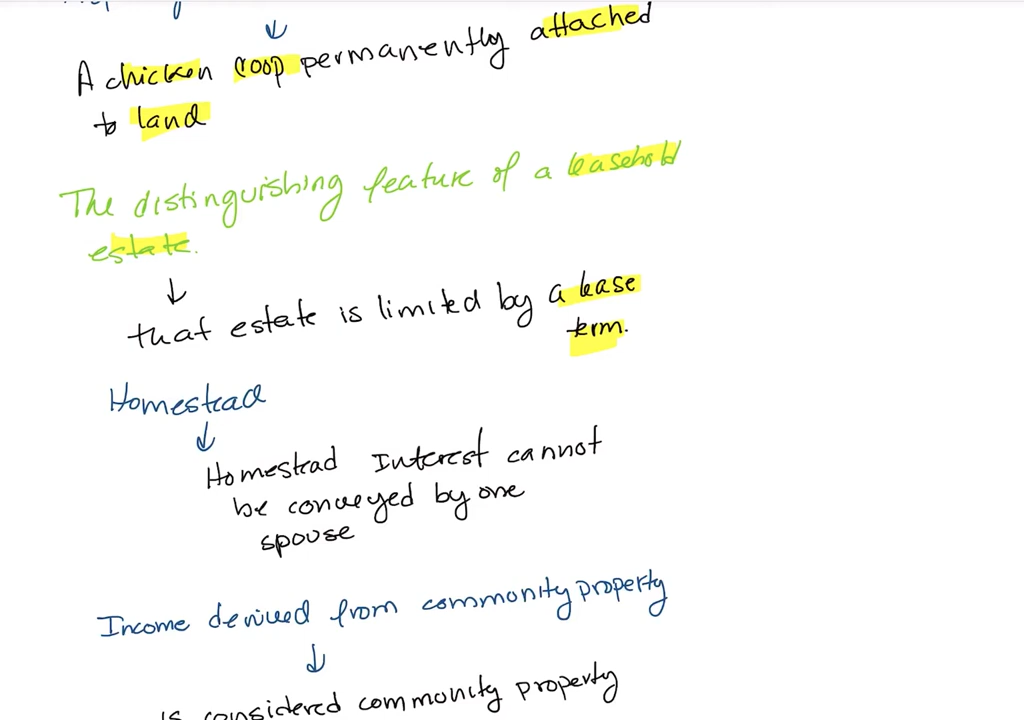 A chicken coop permanently attached
to land
The distinguishing feature of a leasehold
estate.
that estate is limited by a lease
term.
Homestead
Homestead Interest cannot
be conveyed by one
spouse
Income derived from community property
is considered community property